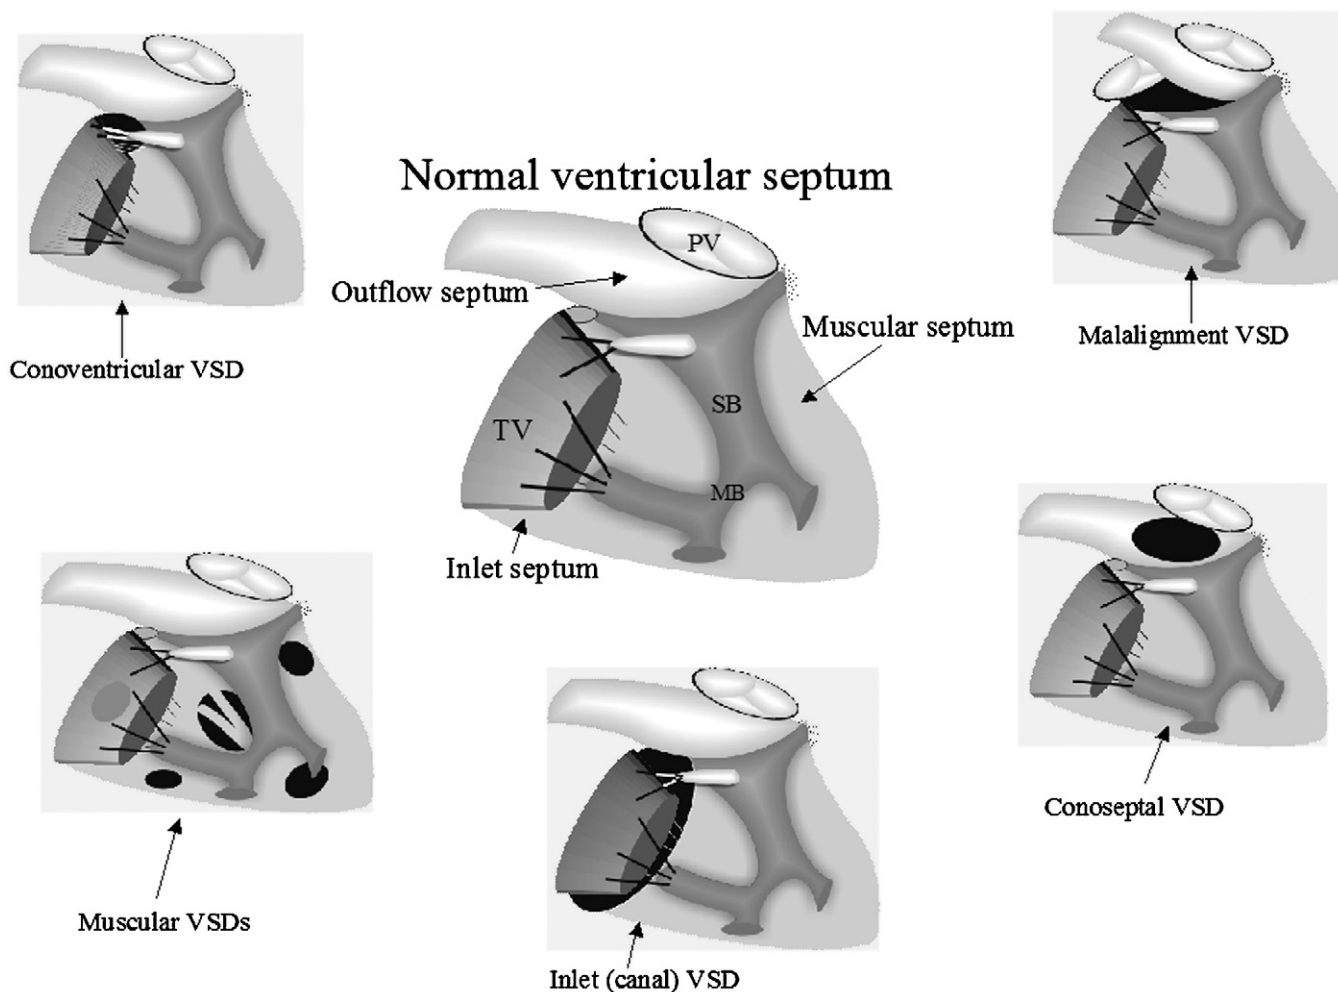 Normal ventricular septum
PV
Outflow septum
Muscular septum
Malalignment VSD
Conoventricular VSD
SB
TV
MB
Inlet septum
Conoseptal VSD
Muscular VSDs
Inlet (canal) VSD